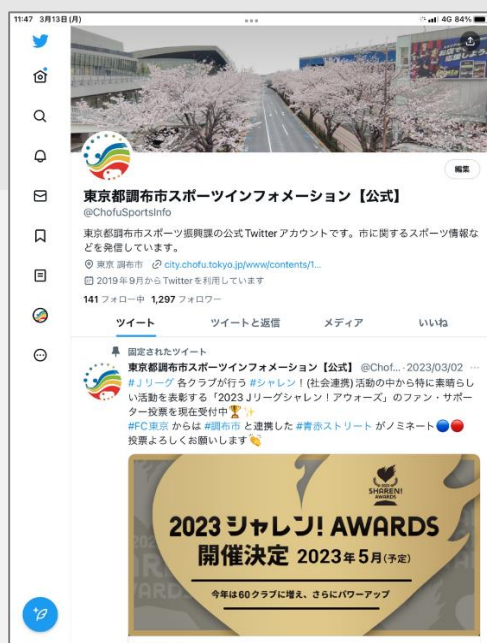 11:47 3月13日(月)
4G 84%
編集
東京都調布市スポーツインフォメーション【公式】
@ChofuSportsInfo
東京都調布市スポーツ振興課の公式Twitterアカウントです。市に関するスポーツ情報な
どを発信しています。
東京 調布市 city.chofu.tokyo.jp/www/contents/1...
2019年9月からTwitterを利用しています
141 フォロー中 1,297 フォロワー
ツイート ツイートと返信 メディア いいね
固定されたツイート
東京都調布市スポーツインフォメーション【公式】 @Chof... · 2023/03/02 ...
#Jリーグ 各クラブが行う #シャレン！(社会連携)活動の中から特に素晴らし
い活動を表彰する「2023 Jリーグシャレン！アウォーズ」のファン・サポー
ター投票を現在受付中🏆✨
#FC東京 からは #調布市 と連携した #青赤ストリート がノミネート🔵🔴
投票よろしくお願いします👏
SHAREN!
AWARDS
2023 シャレン! AWARDS
開催決定 2023年5月(予定)
今年は60クラブに増え、さらにパワーアップ